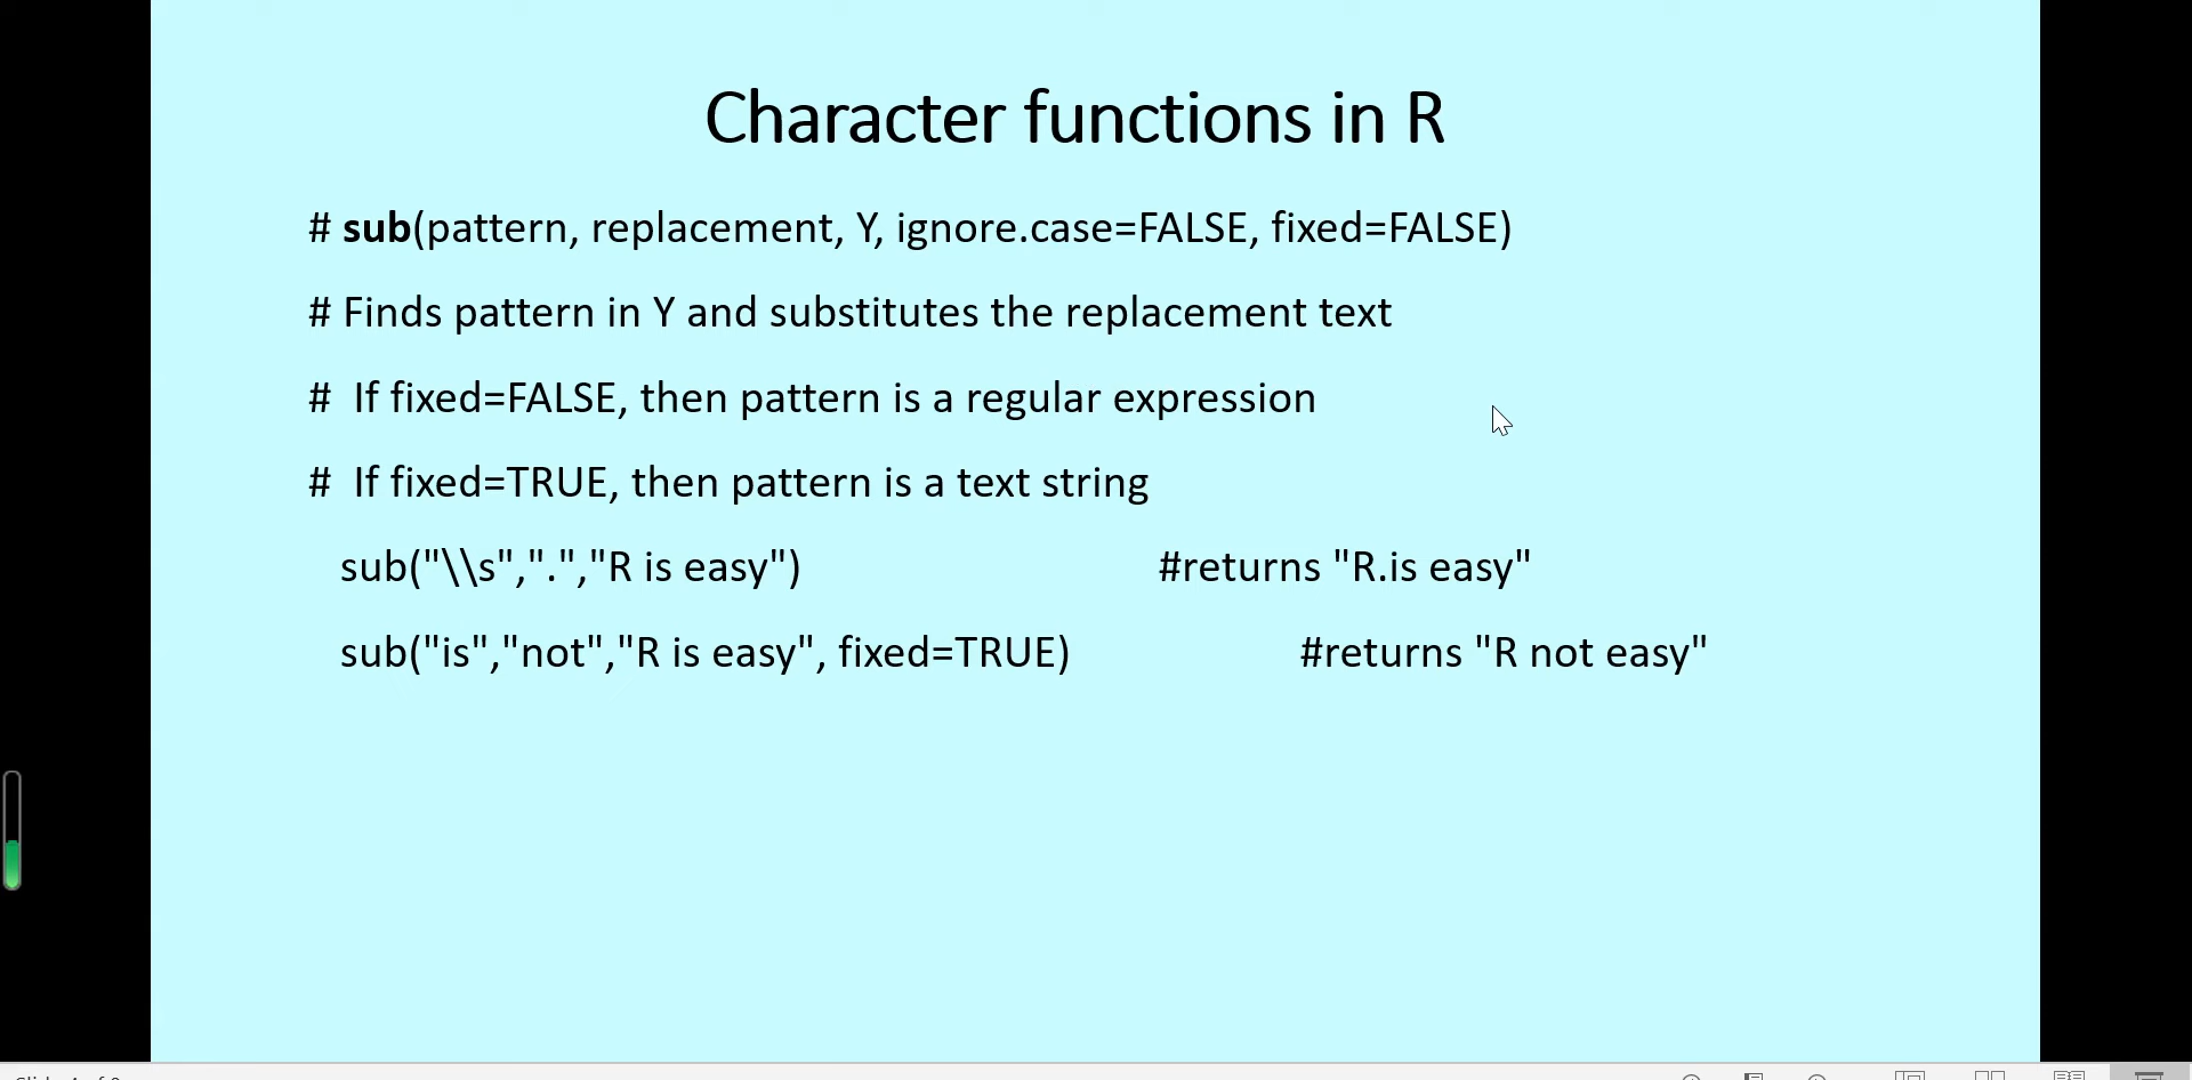 Character functions in R
# sub(pattern, replacement, Y, ignore.case=FALSE, fixed=FALSE)
# Finds pattern in Y and substitutes the replacement text
#  If fixed=FALSE, then pattern is a regular expression
#  If fixed=TRUE, then pattern is a text string
sub("\\s",".","R is easy") #returns "R.is easy"
sub("is","not","R is easy", fixed=TRUE) #returns "R not easy"